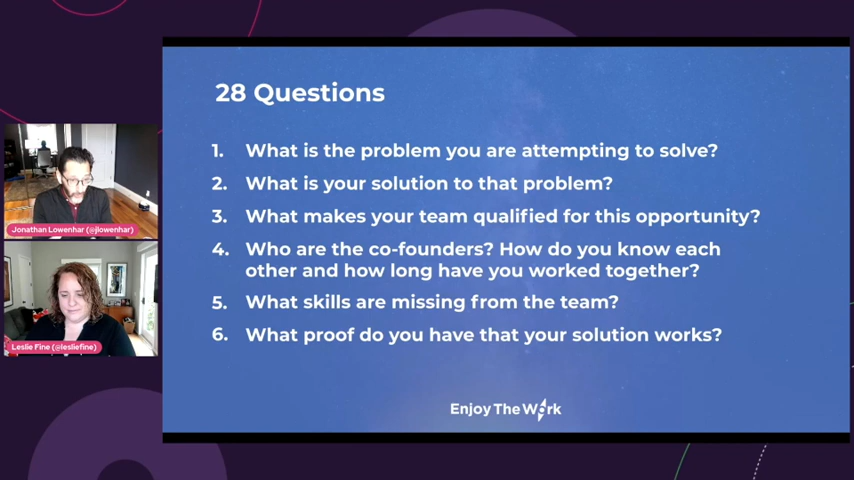 28 Questions
1. What is the problem you are attempting to solve?
2. What is your solution to that problem?
3. What makes your team qualified for this opportunity?
4. Who are the co-founders? How do you know each
other and how long have you worked together?
5. What skills are missing from the team?
6. What proof do you have that your solution works?
Enjoy The Work
Jonathan Lowenhar (@jlowenhar)
Leslie Fine (@lesliefine)